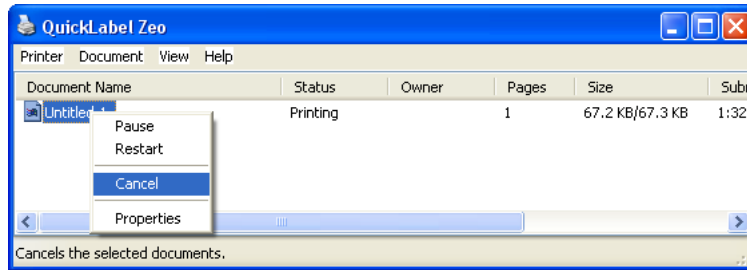 QuickLabel Zeo
Printer Document View Help
Document Name Status Owner Pages Size Sub
Untitled-1 Printing 1 67.2 KB/67.3 KB 1:32
Pause
Restart
Cancel
Properties
Cancels the selected documents.